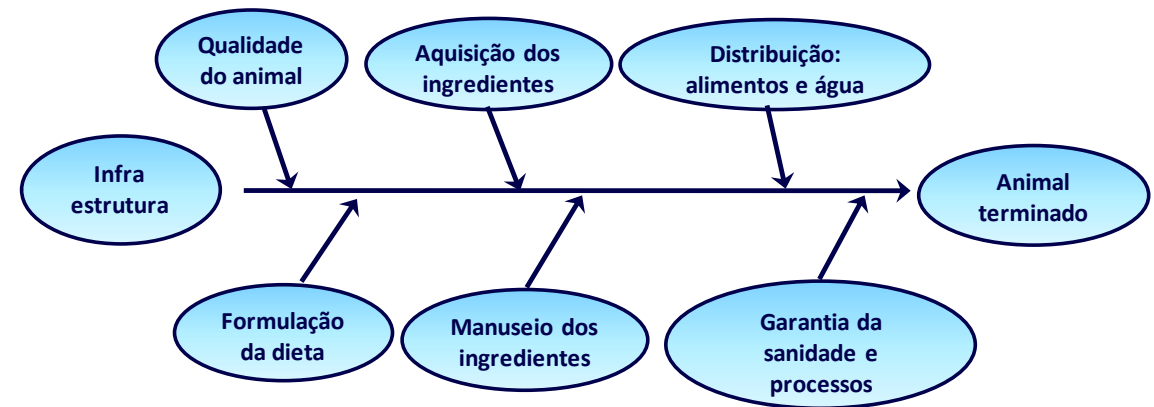 Qualidade
do animal
Aquisição dos
ingredientes
Distribuição:
alimentos e água
Infra
estrutura
Animal
terminado
Formulação
da dieta
Manuseio dos
ingredientes
Garantia da
sanidade e
processos